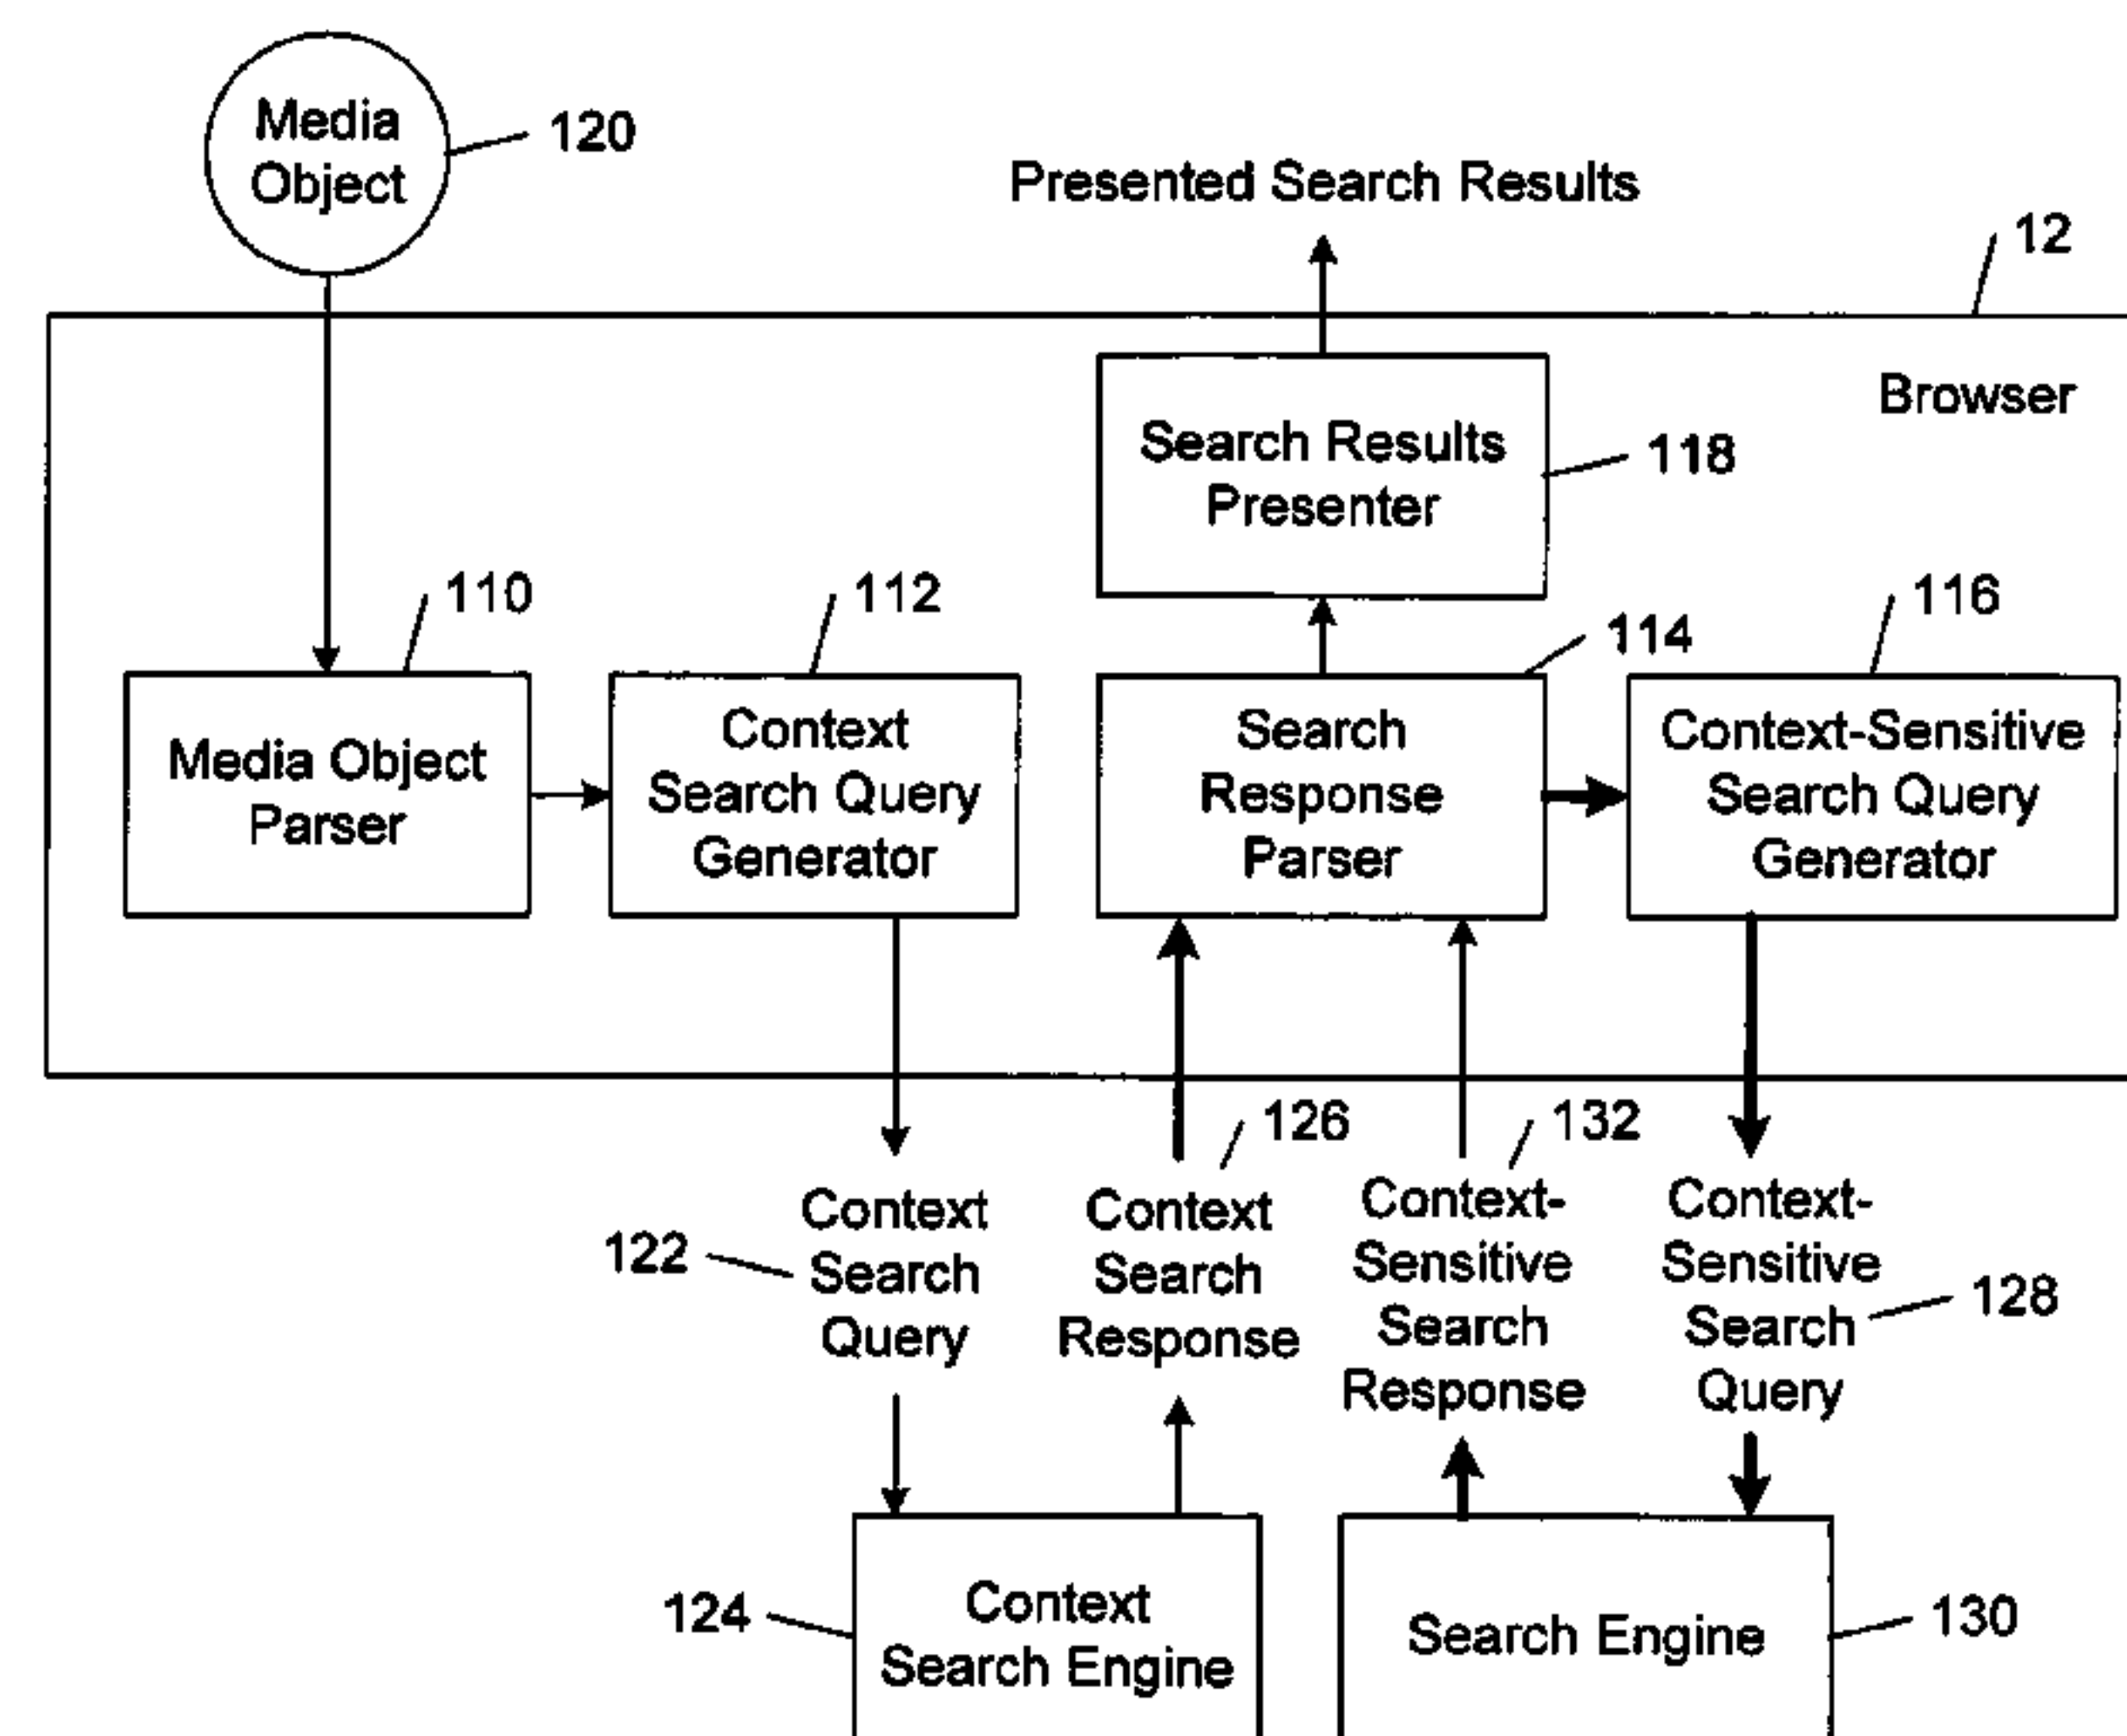 Media
Object
120
Presented Search Results
12
Browser
Search Results
Presenter
118
110
112
114
116
Media Object
Parser
Context
Search Query
Generator
Search
Response
Parser
Context-Sensitive
Search Query
Generator
126
132
122
Context
Search
Query
Context
Search
Response
Context-
Sensitive
Search
Response
Context-
Sensitive
Search
Query
128
124
Context
Search Engine
Search Engine
130